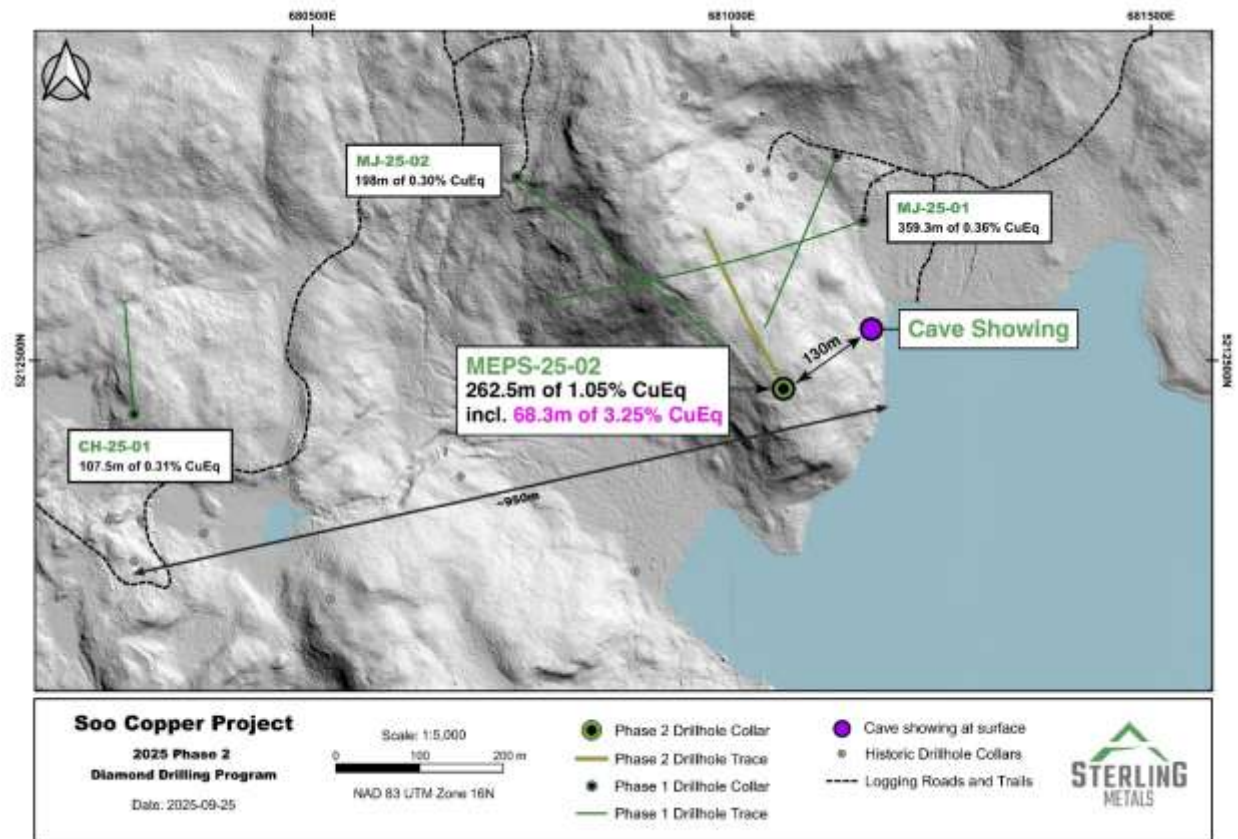 680500E
681000E
681500E
MJ-25-02
198m of 0.30% CuEq
MJ-25-01
359.3m of 0.36% CuEq
Cave Showing
130m
5212500N
5212500N
MEPS-25-02
262.5m of 1.05% CuEq
incl. 68.3m of 3.25% CuEq
CH-25-01
107.5m of 0.31% CuEq
~950m
Soo Copper Project
2025 Phase 2
Diamond Drilling Program
Date: 2025-09-25
Scale: 1:5,000
0 100 200 m
NAD 83 UTM Zone 16N
Phase 2 Drillhole Collar
Phase 2 Drillhole Trace
Phase 1 Drillhole Collar
Phase 1 Drillhole Trace
Cave showing at surface
Historic Drillhole Collars
Logging Roads and Trails
STERLING
METALS